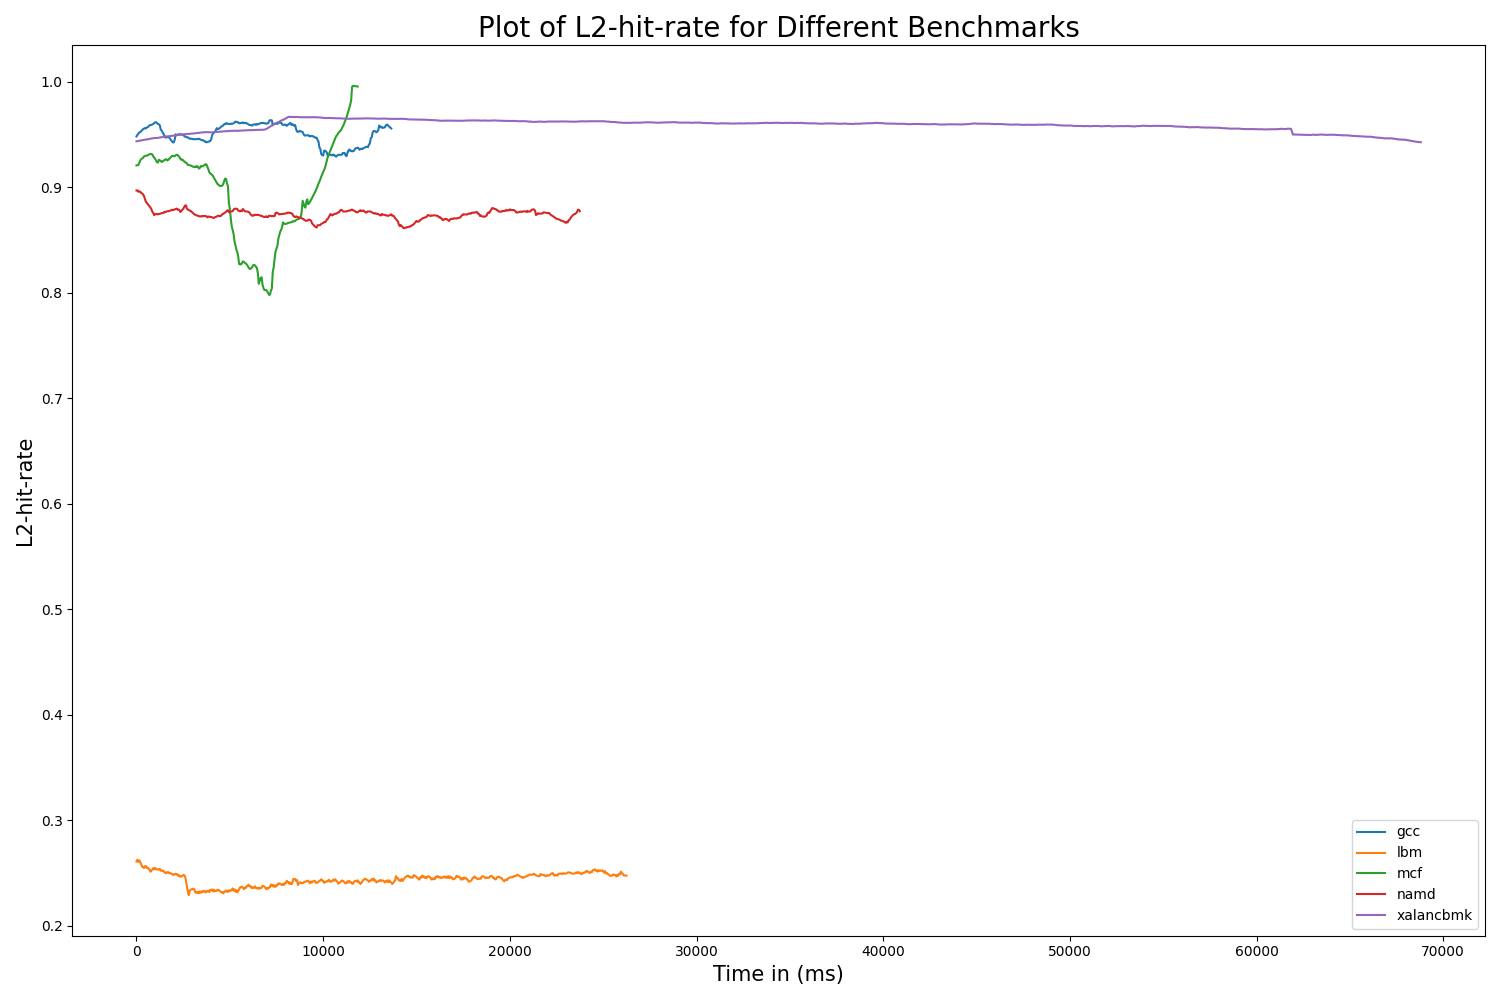 Plot of L2-hit-rate for Different Benchmarks
L2-hit-rate
1.0
0.9
0.8
0.7
0.6
0.5
0.4
0.3
0.2
0
10000
20000
30000
40000
50000
60000
70000
Time in (ms)
gcc
lbm
mcf
namd
xalancbmk